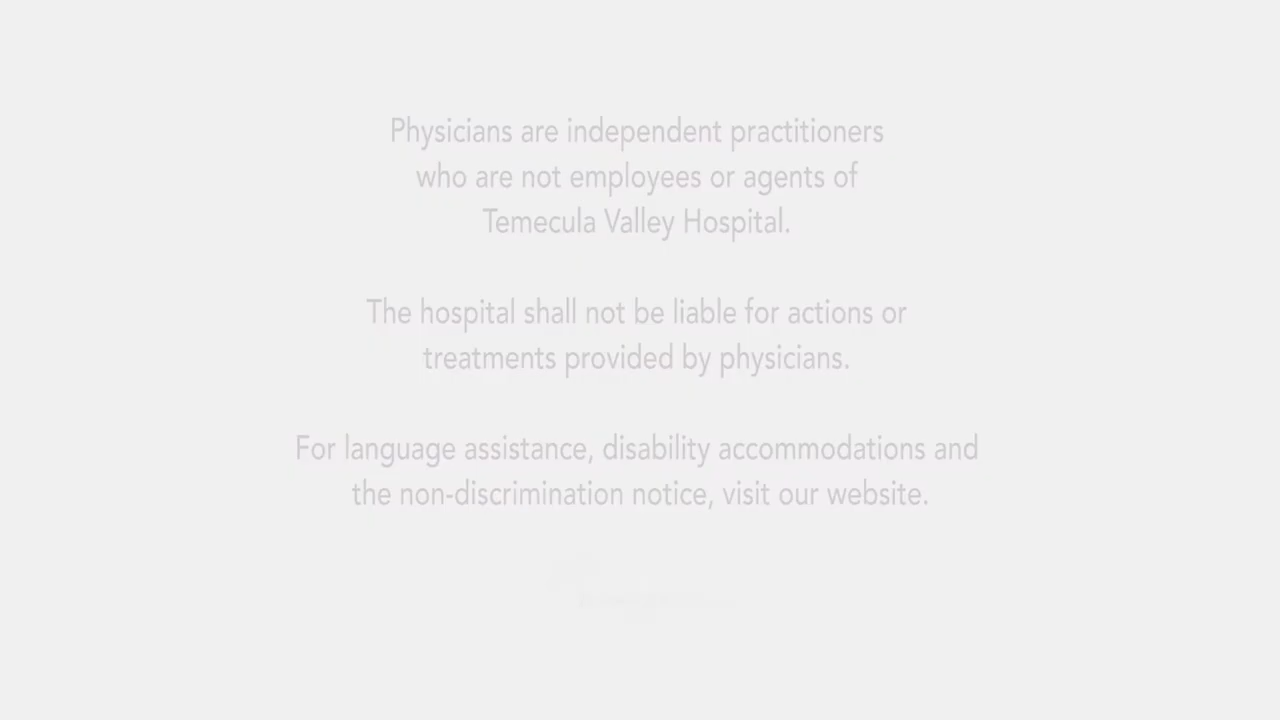 Physicians are independent practitioners
who are not employees or agents of
Temecula Valley Hospital.
The hospital shall not be liable for actions or
treatments provided by physicians.
For language assistance, disability accommodations and
the non-discrimination notice, visit our website.